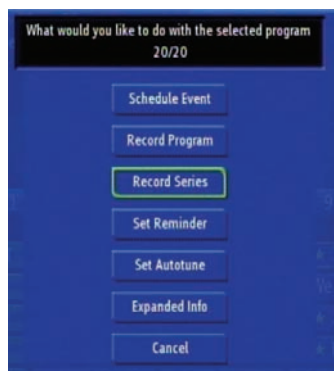 What would you like to do with the selected program
20/20
Schedule Event
Record Program
Record Series
Set Reminder
Set Autotune
Expanded Info
Cancel